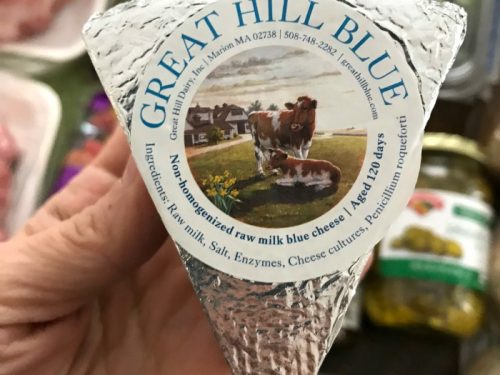 GREAT HILL BLUE
Great Hill Dairy, Inc | Marion MA 02738 | 508-748-2282 | greathillblue.com
Non-homogenized raw milk blue cheese | Aged 120 days
Ingredients: Raw milk, Salt, Enzymes, Cheese cultures, Penicillium roqueforti